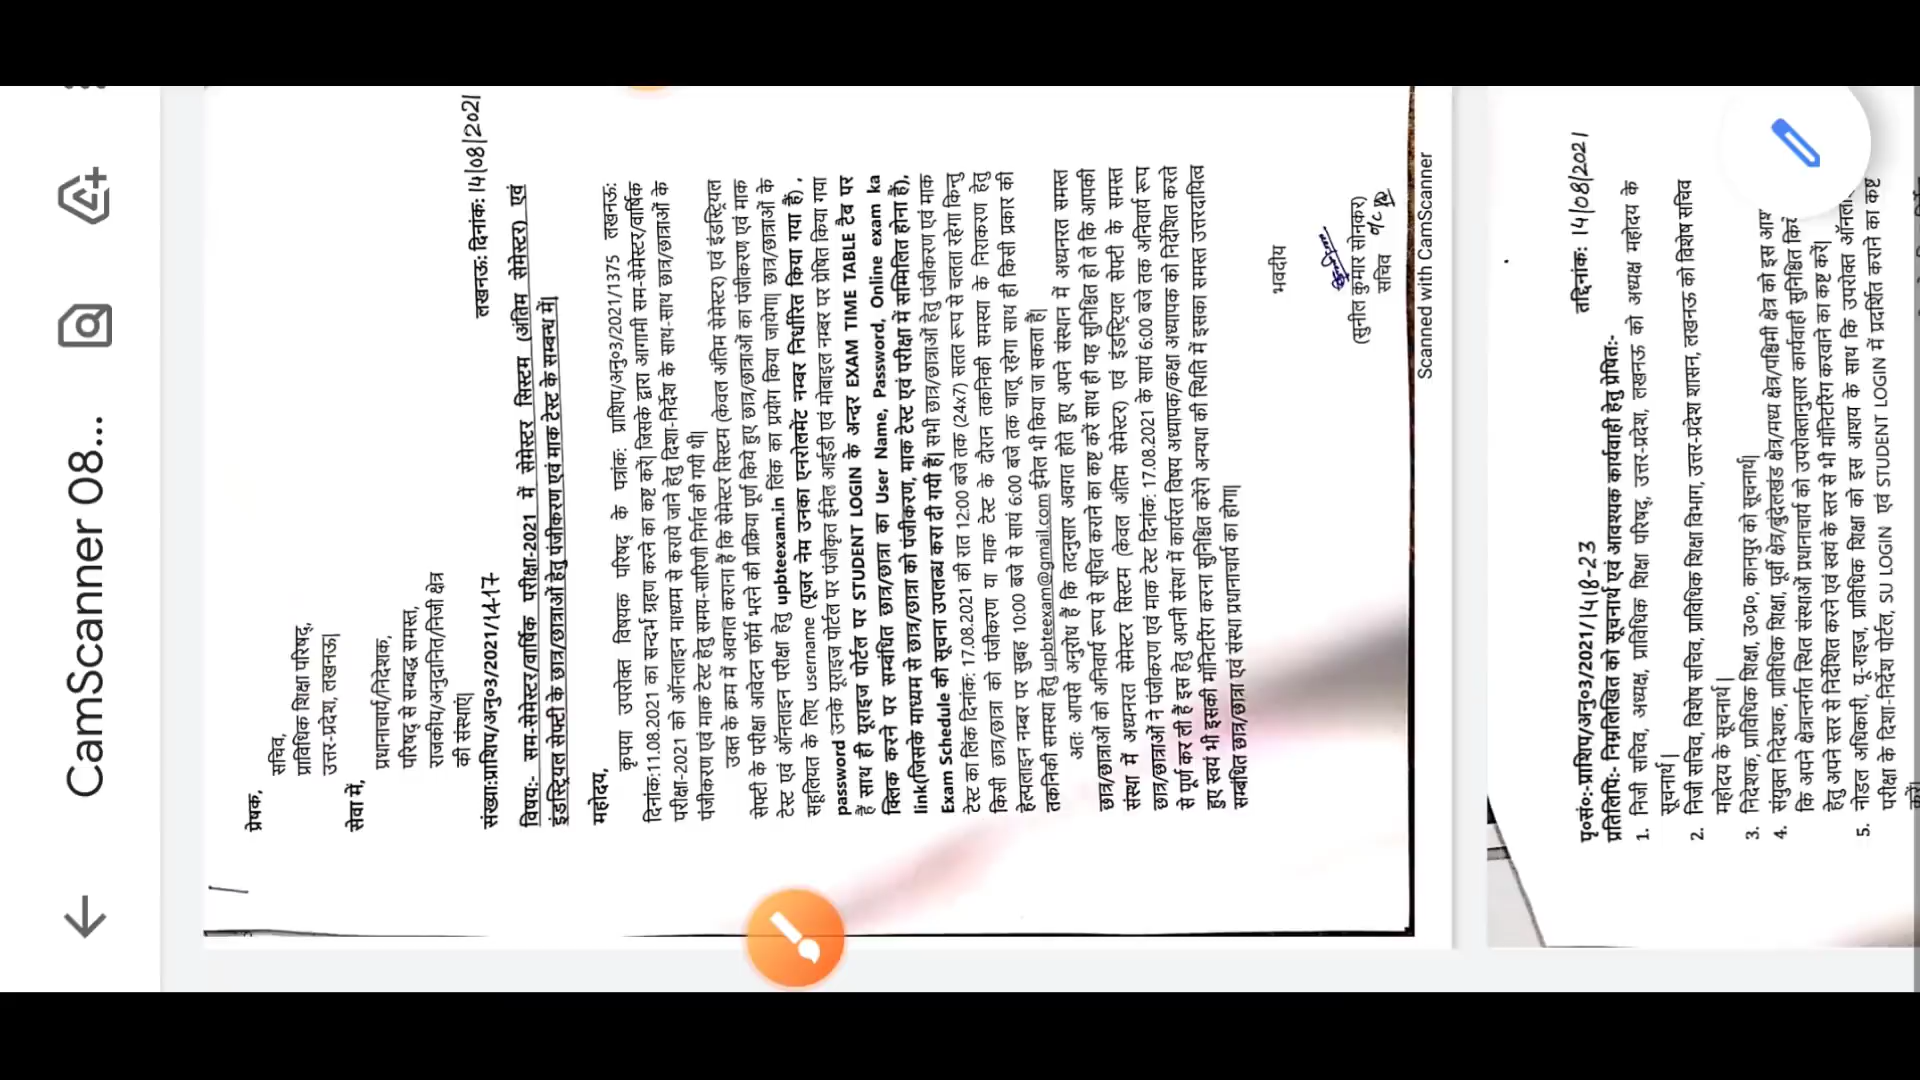 CamScanner 08...
प्रेषक,
सचिव,
प्राविधिक शिक्षा परिषद्,
उत्तर-प्रदेश, लखनऊ।
सेवा में,
प्रधानाचार्य/निदेशक,
परिषद् से सम्बद्ध समस्त,
राजकीय/अनुदानित/निजी क्षेत्र
की संस्थाएं|
संख्या:प्राशिप/अनु०3/2021/1417 लखनऊ: दिनांक: 14/08/2021
विषय:- सम-सेमेस्टर/वार्षिक परीक्षा-2021 में सेमेस्टर सिस्टम (अंतिम सेमेस्टर) एवं
इंडस्ट्रियल सेफ्टी के छात्र/छात्राओं हेतु पंजीकरण एवं माक टेस्ट के सम्बन्ध में|
महोदय,
कृपया उपरोक्त विषयक परिषद् के पत्रांक: प्राशिप/अनु०3/2021/1375 लखनऊ:
दिनांक:11.08.2021 का सन्दर्भ ग्रहण करने का कष्ट करें| जिसके द्वारा आगामी सम-सेमेस्टर/वार्षिक
परीक्षा-2021 को ऑनलाइन माध्यम से कराये जाने हेतु दिशा-निर्देश के साथ-साथ छात्र/छात्राओं के
पंजीकरण एवं माक टेस्ट हेतु समय-सारिणी निर्गत की गयी थी|
उक्त के क्रम में अवगत कराना है कि सेमेस्टर सिस्टम (केवल अंतिम सेमेस्टर) एवं इंडस्ट्रियल
सेफ्टी के परीक्षा आवेदन फॉर्म भरने की प्रक्रिया पूर्ण किये हुए छात्र/छात्राओं का पंजीकरण एवं माक
टेस्ट एवं ऑनलाइन परीक्षा हेतु upbteexam.in लिंक का प्रयोग किया जायेगा| छात्र/छात्राओं के
सहूलियत के लिए username (यूजर नेम उनका एनरोलमेंट नम्बर निर्धारित किया गया है) ,
password उनके यूराइज पोर्टल पर पंजीकृत ईमेल आईडी एवं मोबाइल नम्बर पर प्रेषित किया गया
है साथ ही यूराइज पोर्टल पर STUDENT LOGIN के अन्दर EXAM TIME TABLE टैब पर
क्लिक करने पर सम्बंधित छात्र/छात्रा का User Name, Password, Online exam ka
link(जिसके माध्यम से छात्र/छात्रा को पंजीकरण, माक टेस्ट एवं परीक्षा में सम्मिलित होना है),
Exam Schedule की सूचना उपलब्ध करा दी गयी हैं| सभी छात्र/छात्राओं हेतु पंजीकरण एवं माक
टेस्ट का लिंक दिनांक: 17.08.2021 की रात 12:00 बजे तक (24x7) सतत रूप से चलता रहेगा किन्तु
किसी छात्र/छात्रा को पंजीकरण या माक टेस्ट के दौरान तकनिकी समस्या के निराकरण हेतु
हेल्पलाइन नम्बर पर सुबह 10:00 बजे से सायं 6:00 बजे तक चालू रहेगा साथ ही किसी प्रकार की
तकनिकी समस्या हेतु upbteexam@gmail.com ईमेल भी किया जा सकता हैं|
अतः आपसे अनुरोध हैं कि तदनुसार अवगत होते हुए अपने संस्थान में अध्यनरत समस्त
छात्र/छात्राओं को अनिवार्य रूप से सूचित कराने का कष्ट करें साथ ही यह सुनिश्चित हो ले कि आपकी
संस्था में अध्यनरत सेमेस्टर सिस्टम (केवल अंतिम सेमेस्टर) एवं इंडस्ट्रियल सेफ्टी के समस्त
छात्र/छात्राओं ने पंजीकरण एवं माक टेस्ट दिनांक: 17.08.2021 के सायं 6:00 बजे तक अनिवार्य रूप
से पूर्ण कर ली हैं इस हेतु अपनी संस्था में कार्यरत विषय अध्यापक/कक्षा अध्यापक को निर्देशित करते
हुए स्वयं भी इसकी मॉनिटरिंग करना सुनिश्चित करेंगे अन्यथा की स्थिति में इसका समस्त उत्तरदायित्व
सम्बंधित छात्र/छात्रा एवं संस्था प्रधानाचार्य का होगा|
भवदीय
(सुनील कुमार सोनकर)
सचिव
Scanned with CamScanner
पृ०सं०:-प्राशिप/अनु०3/2021/1418-23 तद्दिनांक: 14/08/2021
प्रतिलिपि:- निम्नलिखित को सूचनार्थ एवं आवश्यक कार्यवाही हेतु प्रेषित:-
1. निजी सचिव, अध्यक्ष, प्राविधिक शिक्षा परिषद्, उत्तर-प्रदेश, लखनऊ को अध्यक्ष महोदय के
सूचनार्थ |
2. निजी सचिव, विशेष सचिव, प्राविधिक शिक्षा विभाग, उत्तर-प्रदेश शासन, लखनऊ को विशेष सचिव
महोदय के सूचनार्थ |
3. निदेशक, प्राविधिक शिक्षा, उ०प्र०, कानपुर को सूचनार्थ|
4. संयुक्त निदेशक, प्राविधिक शिक्षा, पूर्वी क्षेत्र/बुंदेलखंड क्षेत्र/मध्य क्षेत्र/पश्चिमी क्षेत्र को इस
कि अपने क्षेत्रान्तर्गत स्थित संस्थाओं प्रधानाचार्य को उपरोक्तानुसार कार्यवाही सुनिश्चित
हेतु अपने स्तर से निर्देशित करने एवं स्वयं के स्तर से भी मॉनिटरिंग करवाने का कष्ट करें|
5. नोडल अधिकारी, यू-राइज, प्राविधिक शिक्षा को इस आशय के साथ कि उपरोक्त
परीक्षा के दिशा-निर्देश पोर्टल, SU LOGIN एवं STUDENT LOGIN में प्रदर्शित कराने का कष्ट